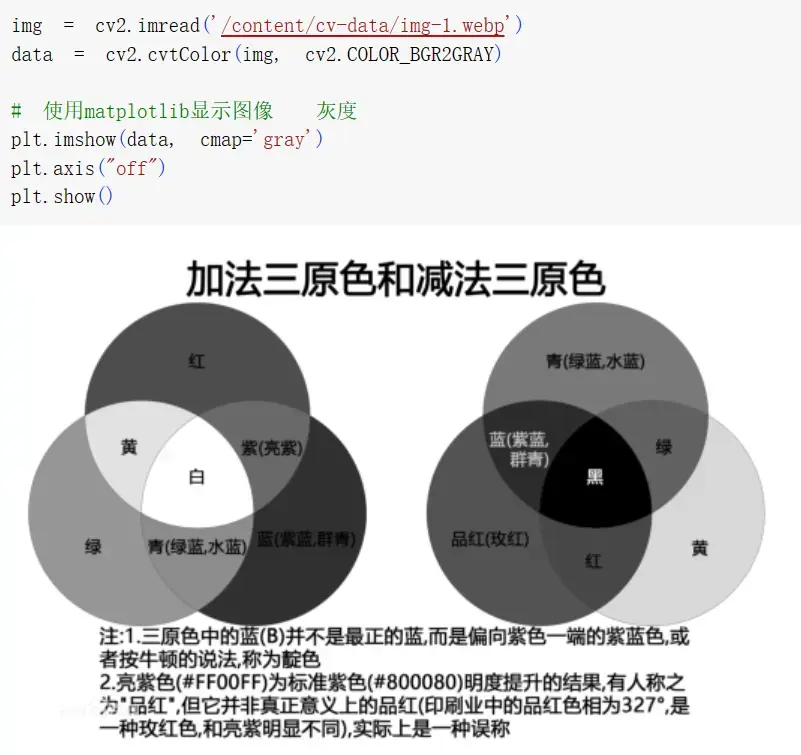 img = cv2.imread('/content/cv-data/img-1.webp')
data = cv2.cvtColor(img, cv2.COLOR_BGR2GRAY)
# 使用matplotlib显示图像 灰度
plt.imshow(data, cmap='gray')
plt.axis("off")
plt.show()
加法三原色和减法三原色
红
黄
紫(亮紫)
白
绿
青(绿蓝,水蓝)
蓝(紫蓝,群青)
青(绿蓝,水蓝)
蓝(紫蓝,
群青)
绿
黑
品红(玫红)
红
黄
注:1.三原色中的蓝(B)并不是最正的蓝,而是偏向紫色一端的紫蓝色,或
者按牛顿的说法,称为靛色
2.亮紫色(#FF00FF)为标准紫色(#800080)明度提升的结果,有人称之
为"品红",但它并非真正意义上的品红(印刷业中的品红色相为327°,是
一种玫红色,和亮紫明显不同),实际上是一种误称